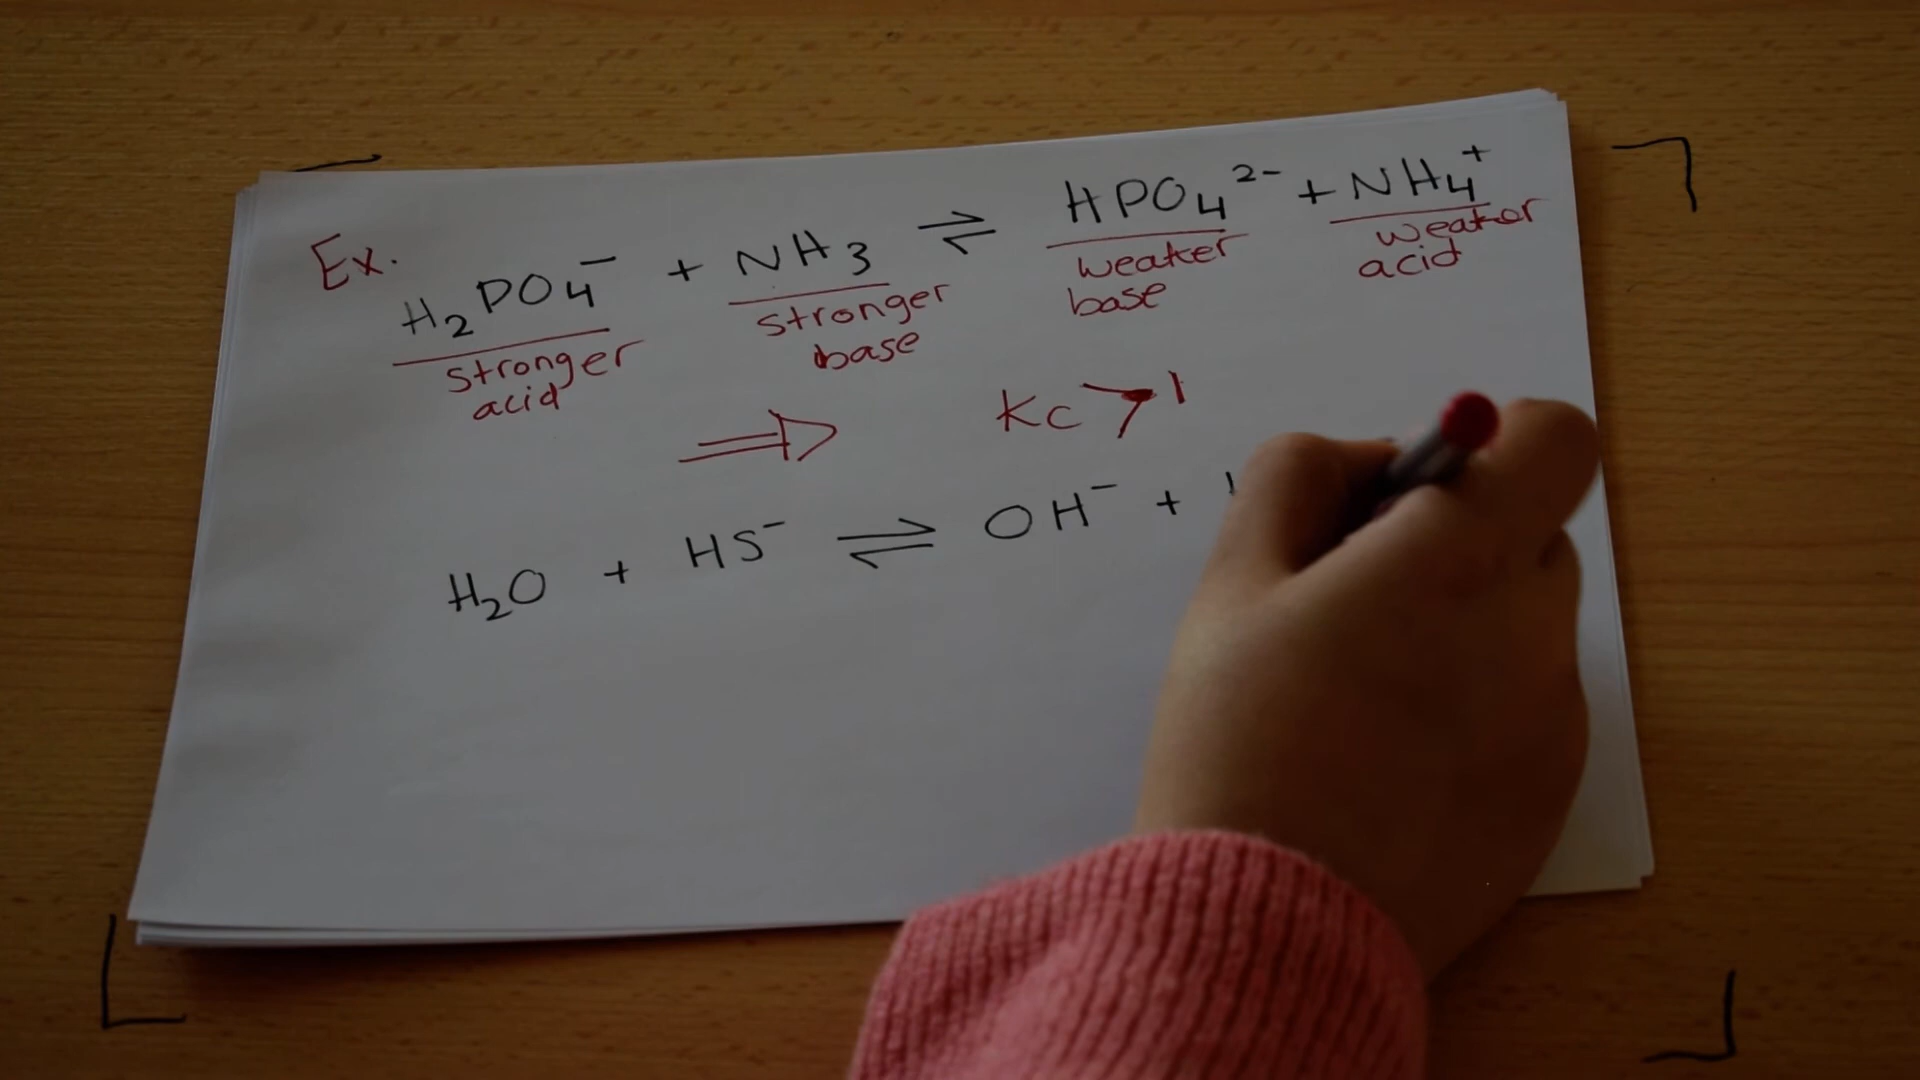 Ex.
H₂PO₄⁻ + NH₃ ⇌ HPO₄²⁻ + NH₄⁺
stronger acid
stronger base
weaker base
weaker acid
⇒ Kc > 1
H₂O + HS⁻ ⇌ OH⁻ +